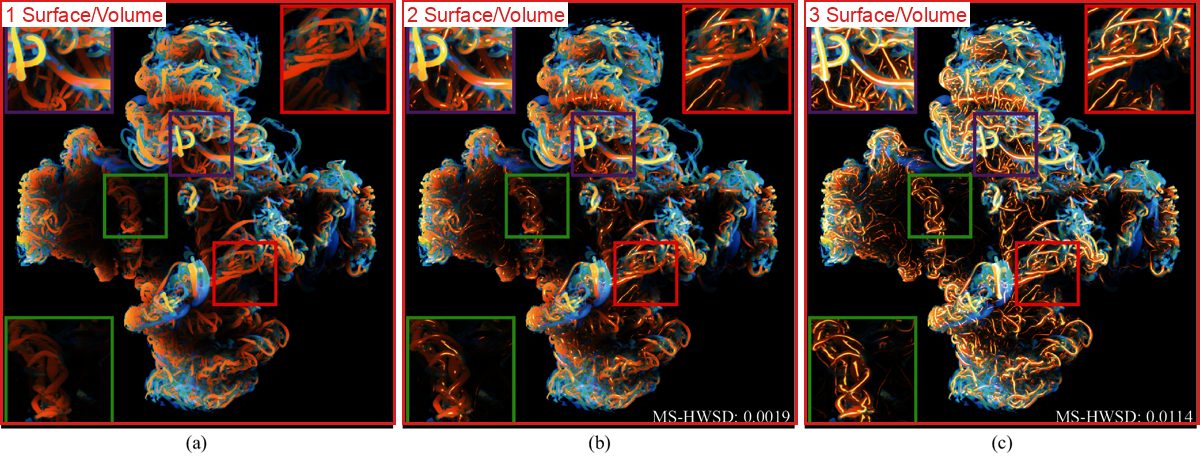 1 Surface/Volume
2 Surface/Volume
3 Surface/Volume
MS-HWSD: 0.0019
MS-HWSD: 0.0114
(a)
(b)
(c)